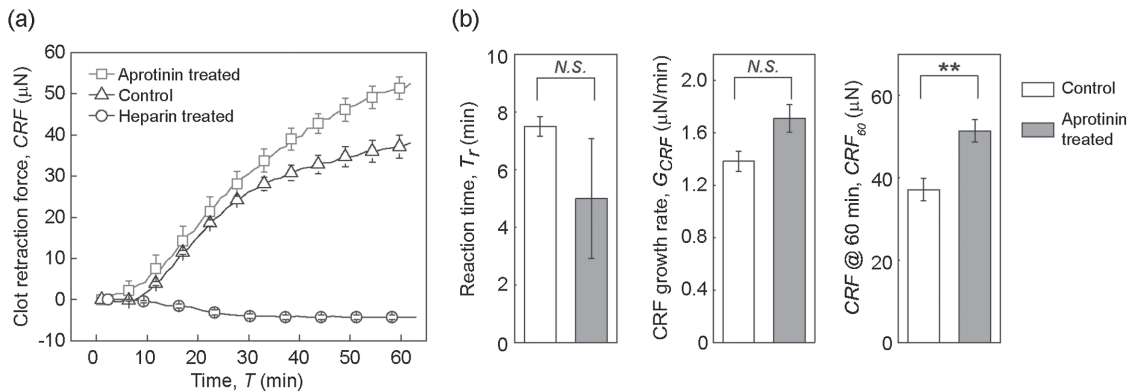 (a)
Clot retraction force, CRF (μN)
60
50
40
30
20
10
0
-10
Aprotinin treated
Control
Heparin treated
0 10 20 30 40 50 60
Time, T (min)
(b)
Reaction time, Tr (min)
10
8
6
4
2
0
N.S.
CRF growth rate, GCRF (μN/min)
2.0
1.6
1.2
0.6
0
N.S.
CRF @ 60 min, CRF60 (μN)
60
40
20
0
**
Control
Aprotinin
treated